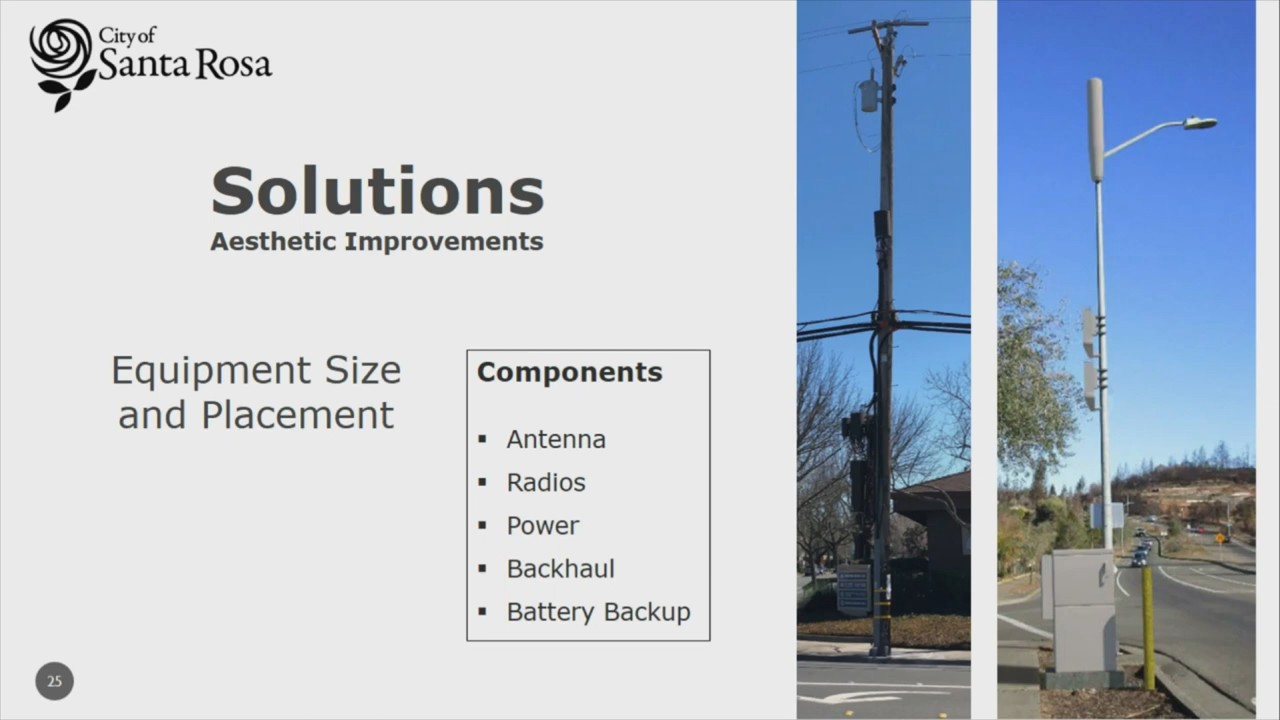 City of
Santa Rosa
Solutions
Aesthetic Improvements
Equipment Size
and Placement
Components
▪ Antenna
▪ Radios
▪ Power
▪ Backhaul
▪ Battery Backup
25